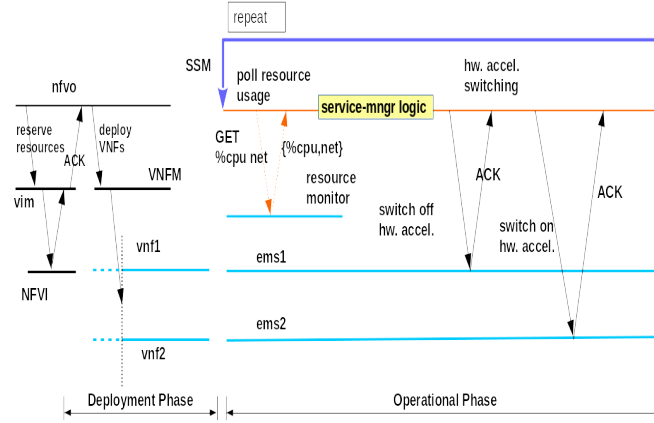 repeat
SSM
poll resource
usage
hw. accel.
switching
nfvo
service-mngr logic
reserve
resources
ACK
deploy
VNFs
GET
%cpu net
{%cpu,net}
VNFM
resource
monitor
ACK
ACK
vim
switch off
hw. accel.
switch on
hw. accel.
vnf1
ems1
NFVI
ems2
vnf2
Deployment Phase
Operational Phase